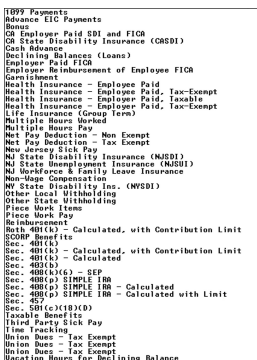 1099 Payments
Advance EIC Payments
Bonus
CA Employer Paid SDI and FICA
CA State Disability Insurance (CASDI)
Cash Advance
Declining Balances (Loans)
Employer Paid FICA
Employer Reimbursement of Employee FICA
Garnishment
Health Insurance - Employee Paid
Health Insurance - Employee Paid, Tax-Exempt
Health Insurance - Employer Paid, Taxable
Health Insurance - Employer Paid, Tax-Exempt
Life Insurance (Group Term)
Multiple Hours Worked
Multiple Hours Pay
Net Pay Deduction - Non Exempt
Net Pay Deduction - Tax Exempt
New Jersey Sick Pay
NJ State Disability Insurance (NJSDI)
NJ State Unemployment Insurance (NJSUI)
NJ Workforce & Family Leave Insurance
Non-Wage Compensation
NY State Disability Ins. (NYSDI)
Other Local Withholding
Other State Withholding
Piece Work Items
Piece Work Pay
Reimbursement
Roth 401(k) - Calculated, with Contribution Limit
SCORP Benefits
Sec. 401(k)
Sec. 401(k) - Calculated, with Contribution Limit
Sec. 401(k) - Calculated
Sec. 403(b)
Sec. 408(k)(6) - SEP
Sec. 408(p) SIMPLE IRA
Sec. 408(p) SIMPLE IRA - Calculated
Sec. 408(p) SIMPLE IRA - Calculated with Limit
Sec. 457
Sec. 501(c)(18)(D)
Taxable Benefits
Third Party Sick Pay
Time Tracking
Union Dues - Tax Exempt
Union Dues - Tax Exempt
Union Dues - Tax Exempt
Vacation Hours for Declining Balance